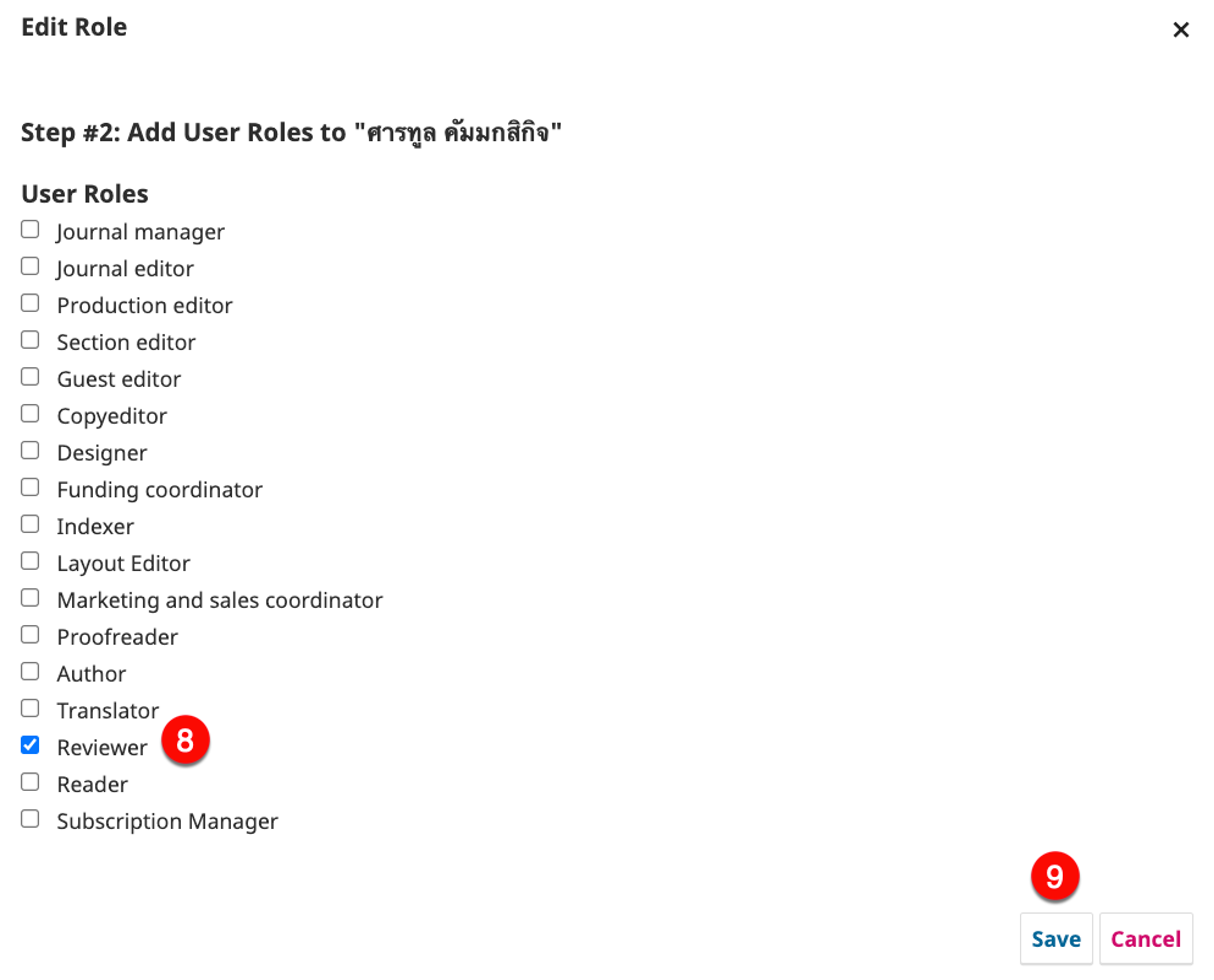 Edit Role ×
Step #2: Add User Roles to "ศารทูล คัมมกสิกิจ"
User Roles
Journal manager
Journal editor
Production editor
Section editor
Guest editor
Copyeditor
Designer
Funding coordinator
Indexer
Layout Editor
Marketing and sales coordinator
Proofreader
Author
Translator
Reviewer 8
Reader
Subscription Manager
9
Save Cancel